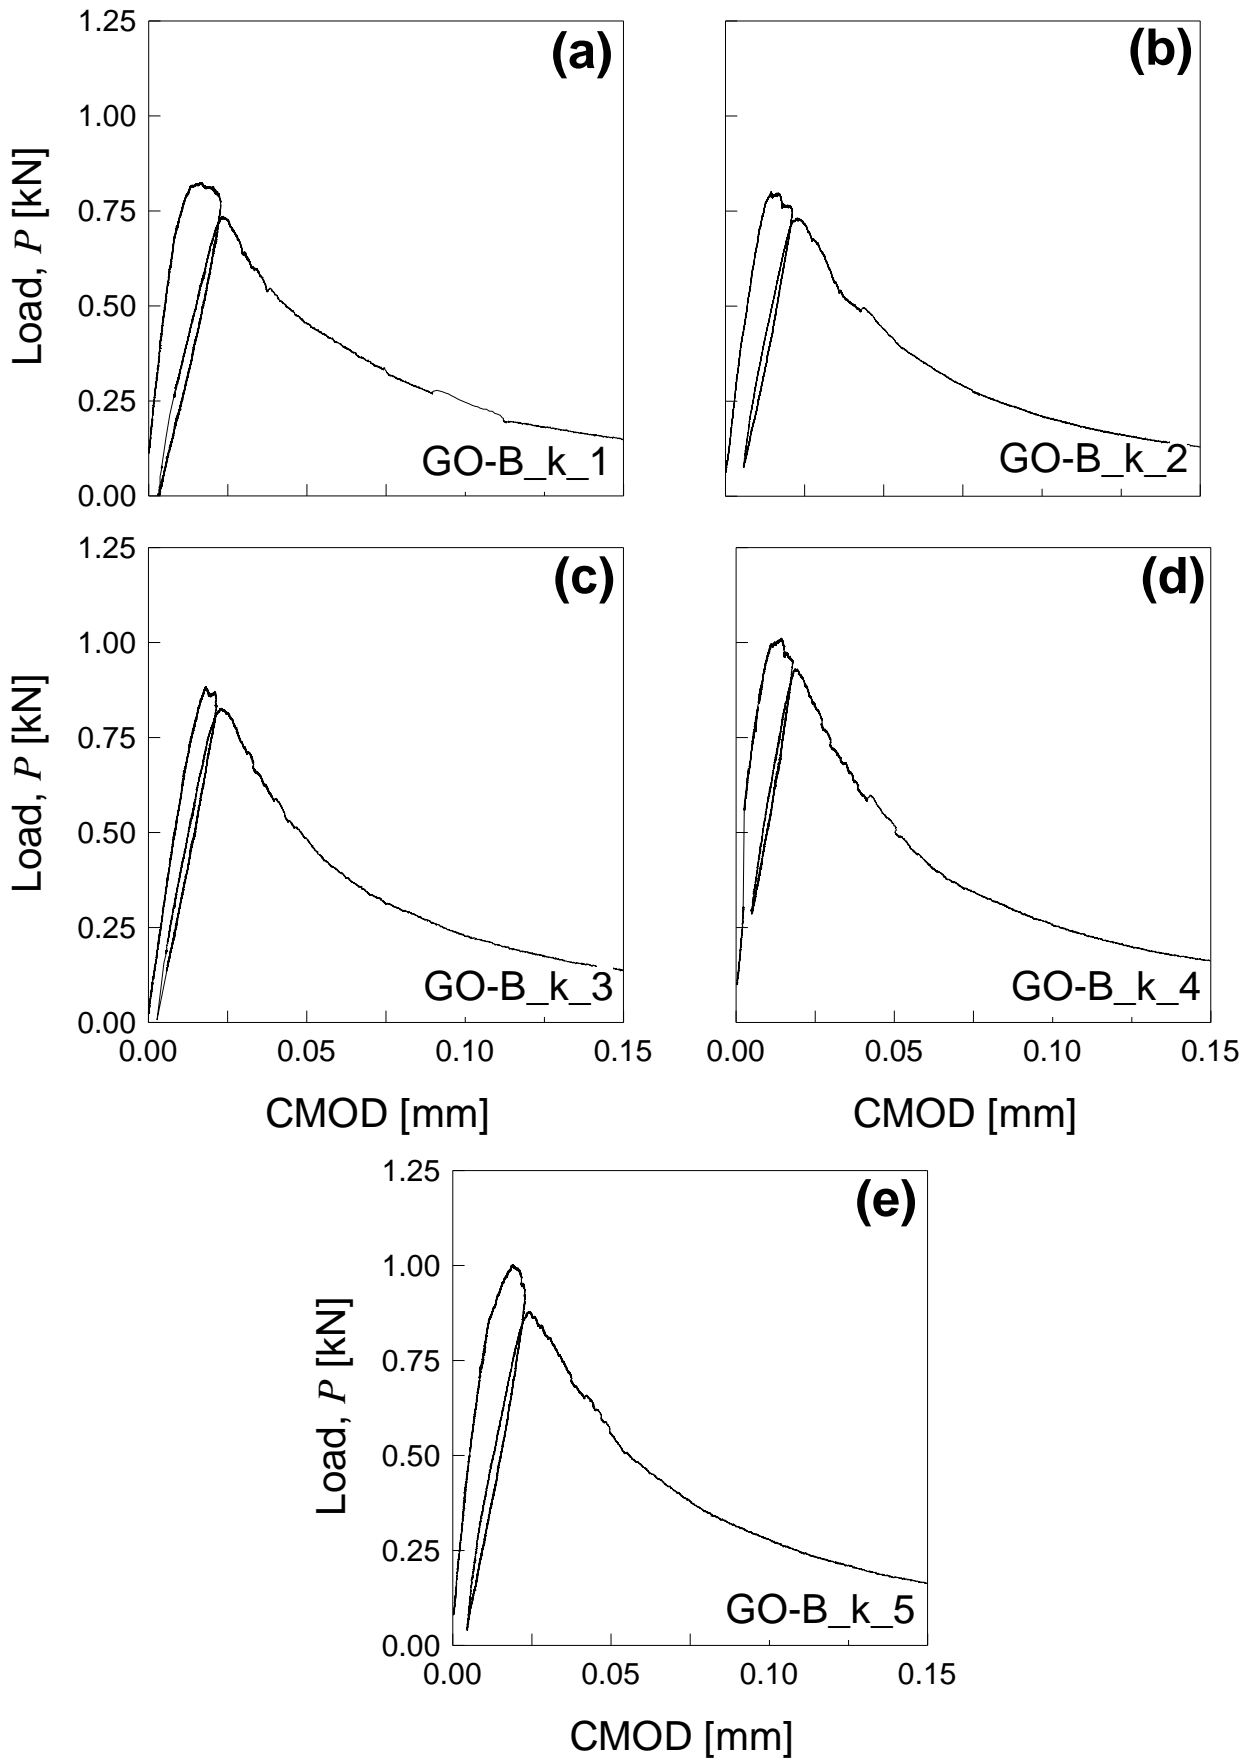 1.25
(a)
(b)
1.00
0.75
Load, P [kN]
0.50
0.25
GO-B_k_1
GO-B_k_2
0.00
1.25
(c)
(d)
1.00
0.75
Load, P [kN]
0.50
0.25
GO-B_k_3
GO-B_k_4
0.00
0.00 0.05 0.10 0.15
0.00 0.05 0.10 0.15
CMOD [mm]
CMOD [mm]
1.25
(e)
1.00
0.75
Load, P [kN]
0.50
0.25
GO-B_k_5
0.00
0.00 0.05 0.10 0.15
CMOD [mm]